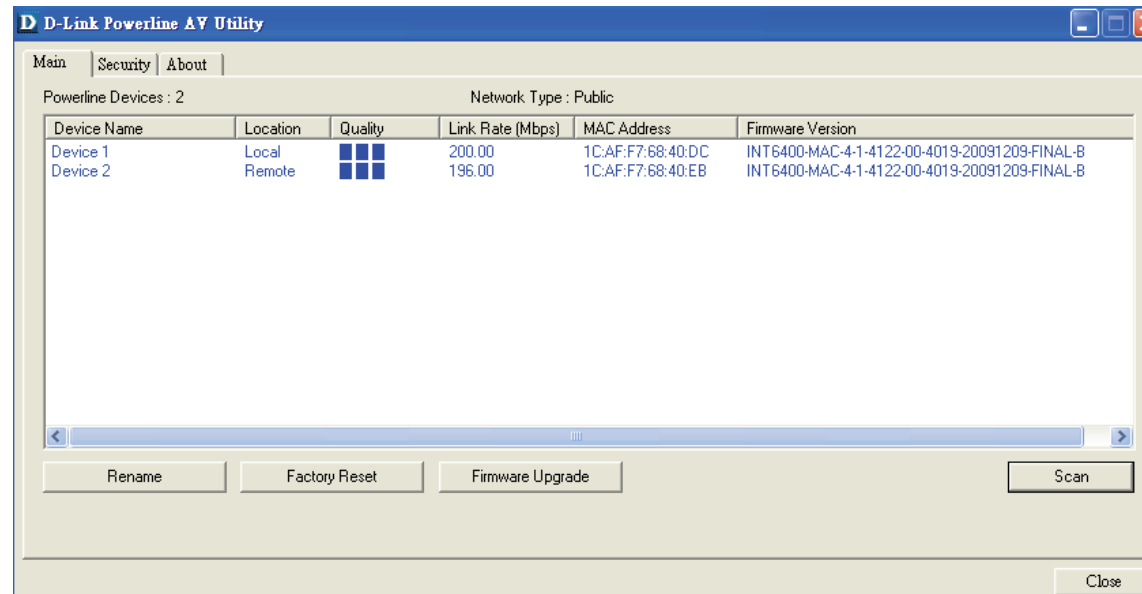 D D-Link Powerline AV Utility
Main Security About
Powerline Devices : 2 Network Type : Public
Device Name Location Quality Link Rate (Mbps) MAC Address Firmware Version
Device 1 Local 200.00 1C:AF:F7:68:40:DC INT6400-MAC-4-1-4122-00-4019-20091209-FINAL-B
Device 2 Remote 196.00 1C:AF:F7:68:40:EB INT6400-MAC-4-1-4122-00-4019-20091209-FINAL-B
Rename Factory Reset Firmware Upgrade Scan
Close